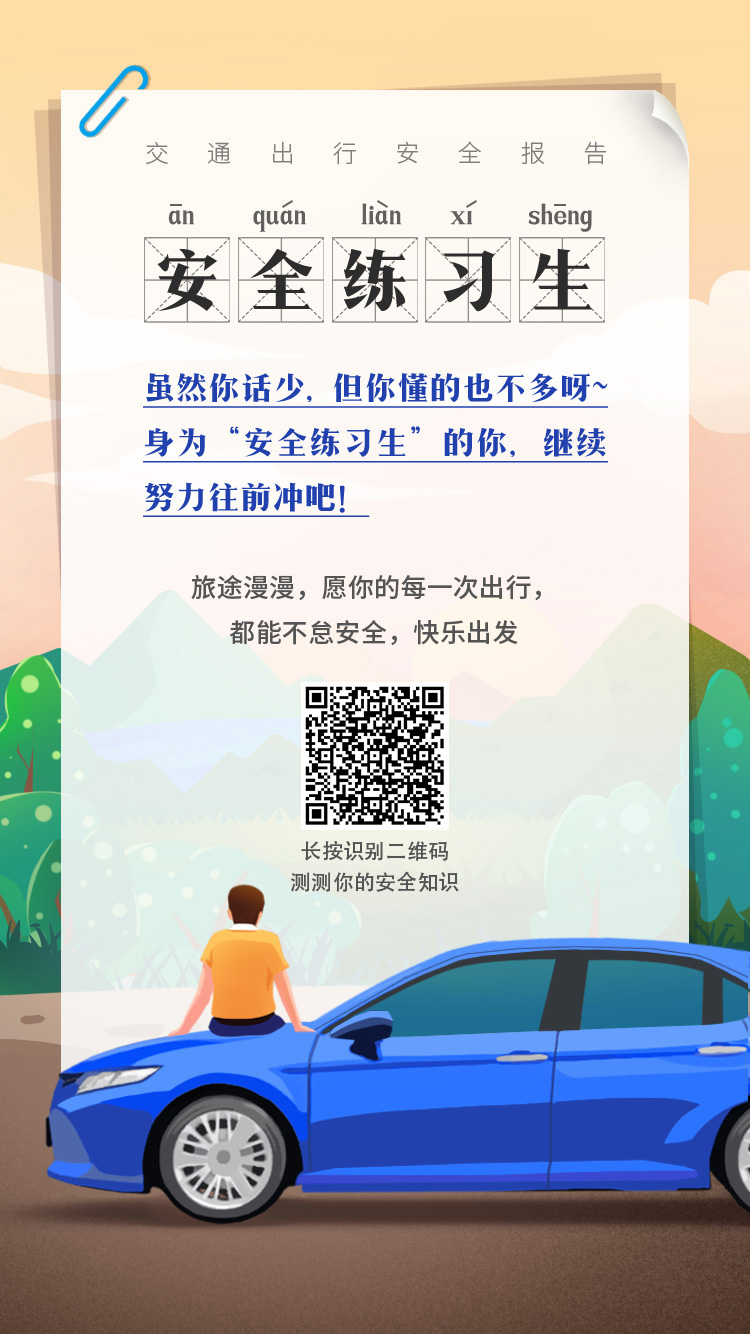 交通出行安全报告
ān quán liàn xí shēng
安全练习生
虽然你话少，但你懂的也不多呀~
身为“安全练习生”的你，继续
努力往前冲吧！
旅途漫漫，愿你的每一次出行，
都能不怠安全，快乐出发
长按识别二维码
测测你的安全知识